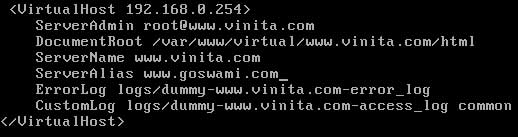 <VirtualHost 192.168.0.254>
ServerAdmin root@www.vinita.com
DocumentRoot /var/www/virtual/www.vinita.com/html
ServerName www.vinita.com
ServerAlias www.goswami.com_
ErrorLog logs/dummy-www.vinita.com-error_log
CustomLog logs/dummy-www.vinita.com-access_log common
</VirtualHost>